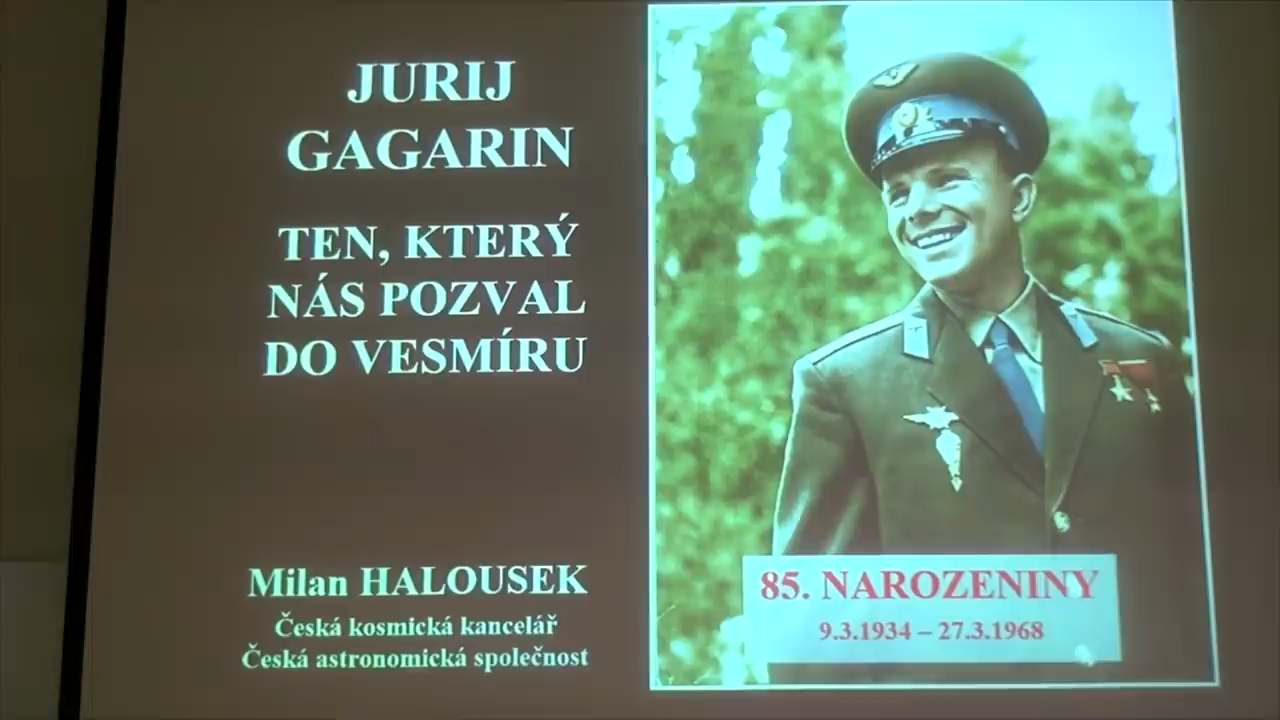 JURIJ
GAGARIN
TEN, KTERÝ
NÁS POZVAL
DO VESMÍRU
Milan HALOUSEK
Česká kosmická kancelář
Česká astronomická společnost
85. NAROZENINY
9.3.1934 – 27.3.1968